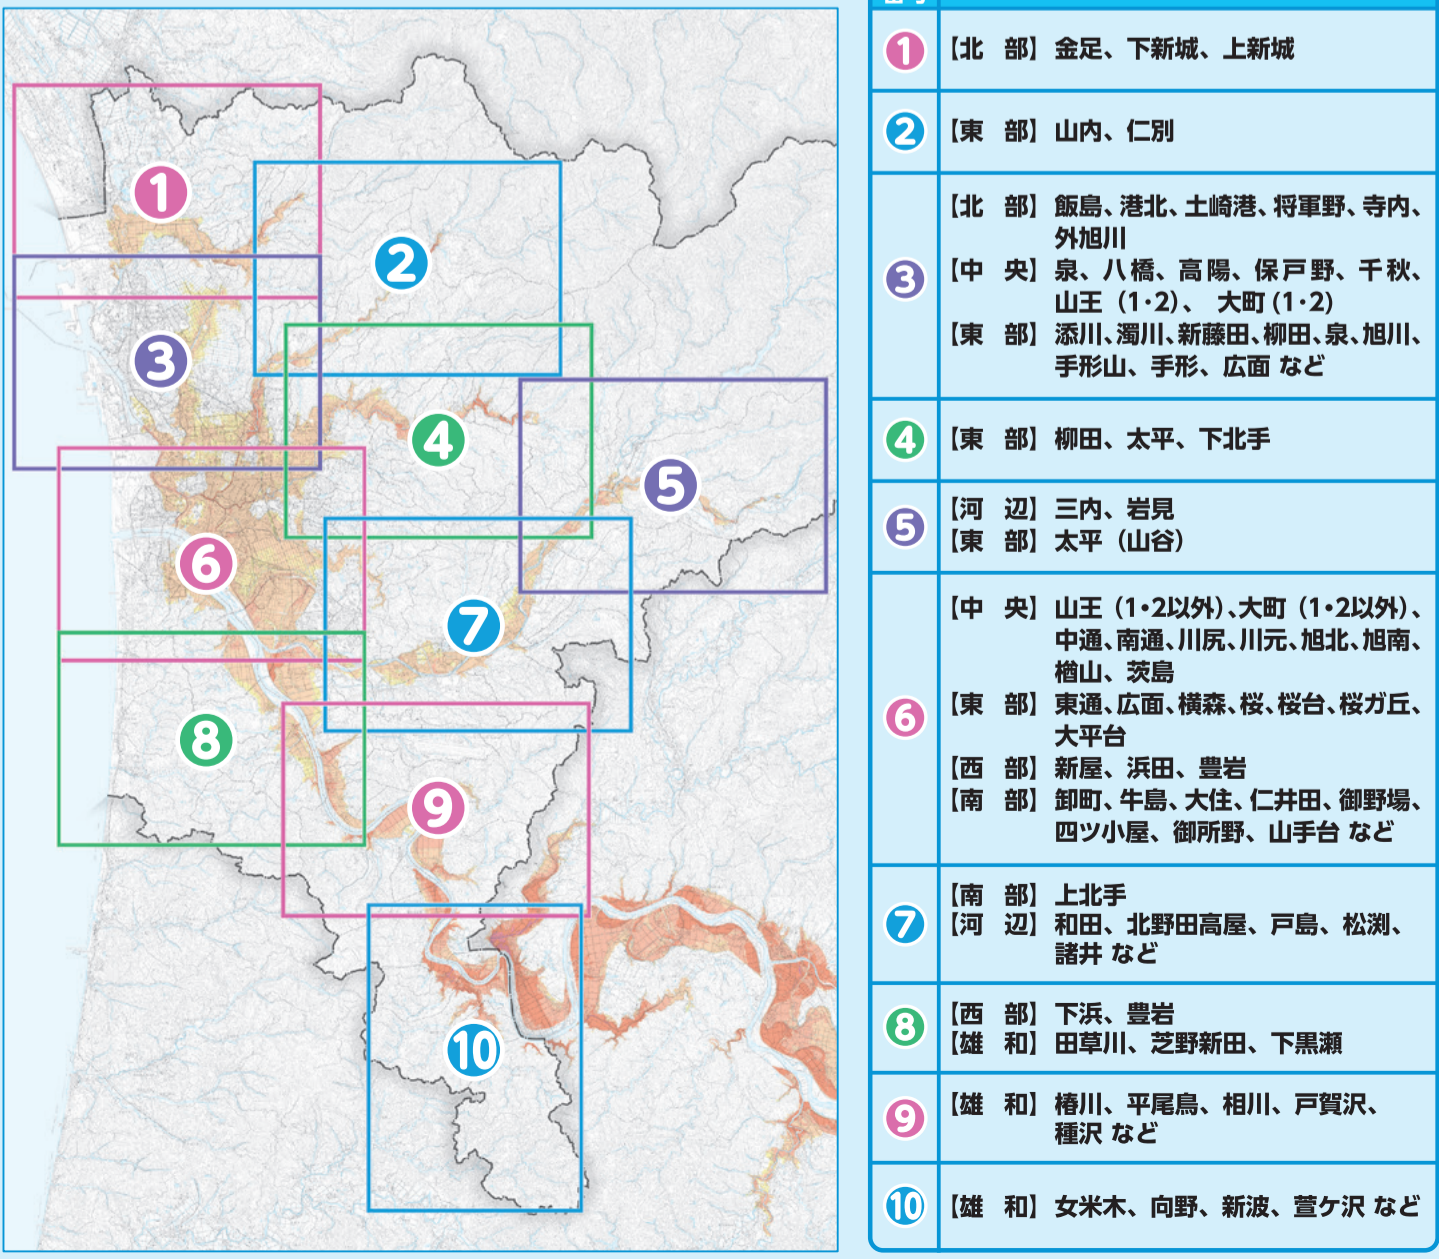 1
2
3
4
5
6
7
8
9
10
1 【北 部】 金足、下新城、上新城
2 【東 部】 山内、仁別
3 【北 部】 飯島、港北、土崎港、将軍野、寺内、
外旭川
【中 央】 泉、八橋、高陽、保戸野、千秋、
山王（1・2）、大町(1・2)
【東 部】 添川、濁川、新藤田、柳田、泉、旭川、
手形山、手形、広面 など
4 【東 部】 柳田、太平、下北手
5 【河 辺】 三内、岩見
【東 部】 太平（山谷）
6 【中 央】 山王（1・2以外）、大町（1・2以外）、
中通、南通、川尻、川元、旭北、旭南、
楢山、茨島
【東 部】 東通、広面、横森、桜、桜台、桜ガ丘、
大平台
【西 部】 新屋、浜田、豊岩
【南 部】 卸町、牛島、大住、仁井田、御野場、
四ツ小屋、御所野、山手台 など
7 【南 部】 上北手
【河 辺】 和田、北野田高屋、戸島、松渕、
諸井 など
8 【西 部】 下浜、豊岩
【雄 和】 田草川、芝野新田、下黒瀬
9 【雄 和】 椿川、平尾鳥、相川、戸賀沢、
種沢 など
10 【雄 和】 女米木、向野、新波、萱ケ沢 など